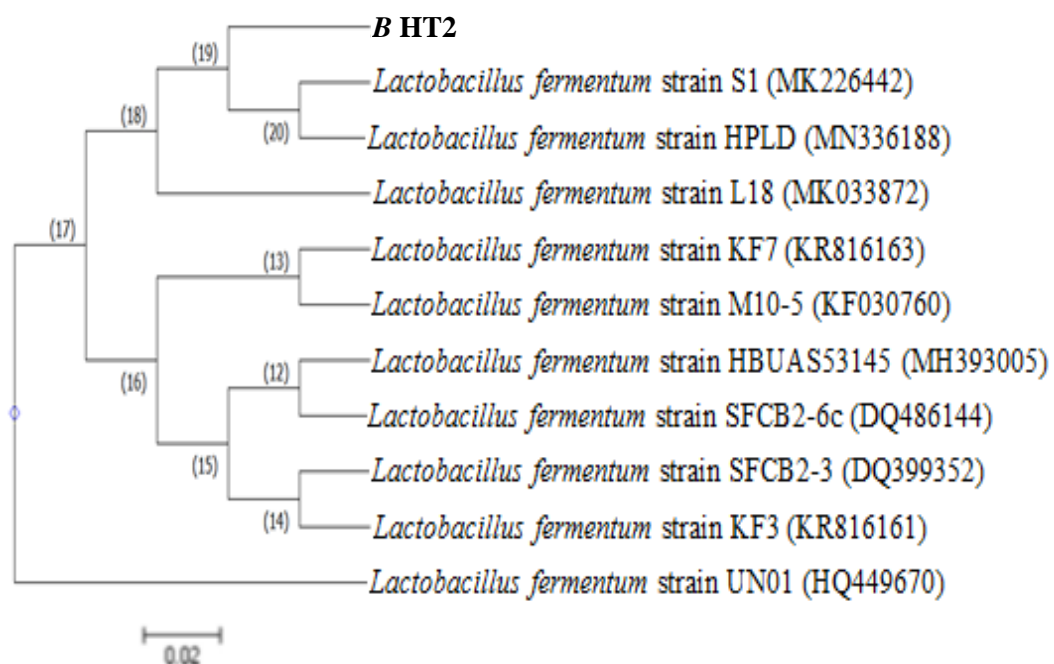 B HT2
(19)
Lactobacillus fermentum strain S1 (MK226442)
(18)
(20)
Lactobacillus fermentum strain HPLD (MN336188)
Lactobacillus fermentum strain L18 (MK033872)
(17)
Lactobacillus fermentum strain KF7 (KR816163)
(13)
Lactobacillus fermentum strain M10-5 (KF030760)
Lactobacillus fermentum strain HBUAS53145 (MH393005)
(12)
(16)
Lactobacillus fermentum strain SFCB2-6c (DQ486144)
(15)
Lactobacillus fermentum strain SFCB2-3 (DQ399352)
(14)
Lactobacillus fermentum strain KF3 (KR816161)
Lactobacillus fermentum strain UN01 (HQ449670)
0.02